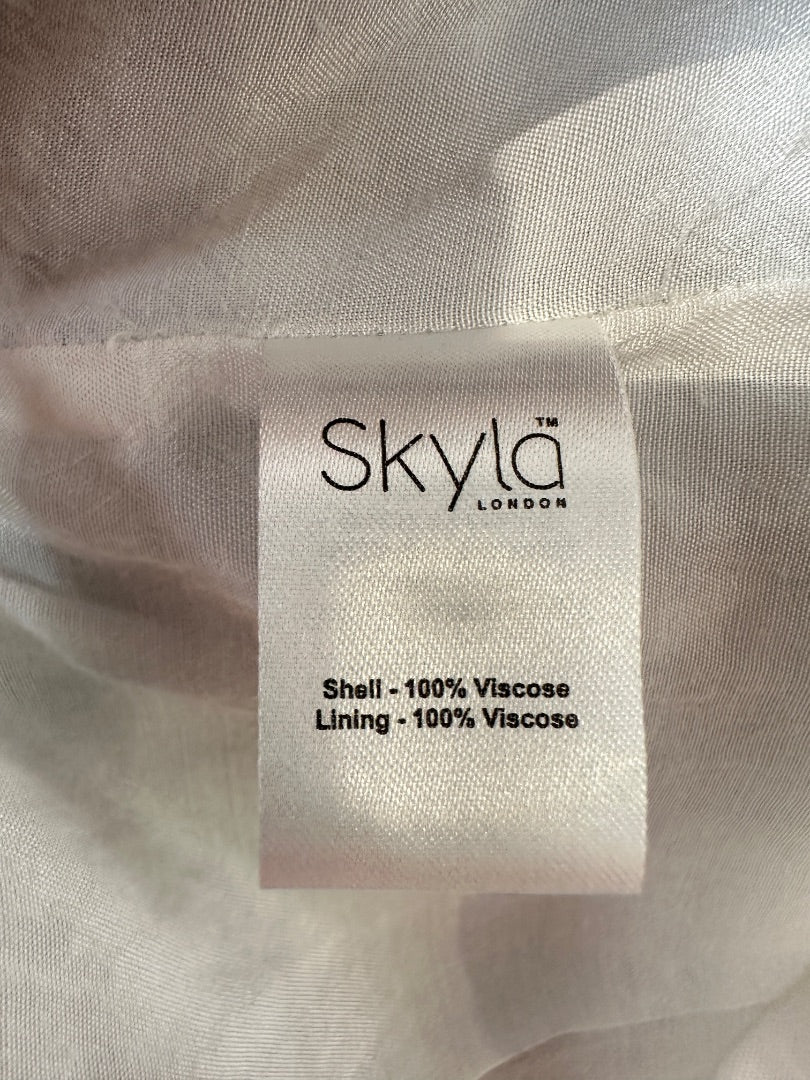 Skyla™
LONDON
Shell - 100% Viscose
Lining - 100% Viscose